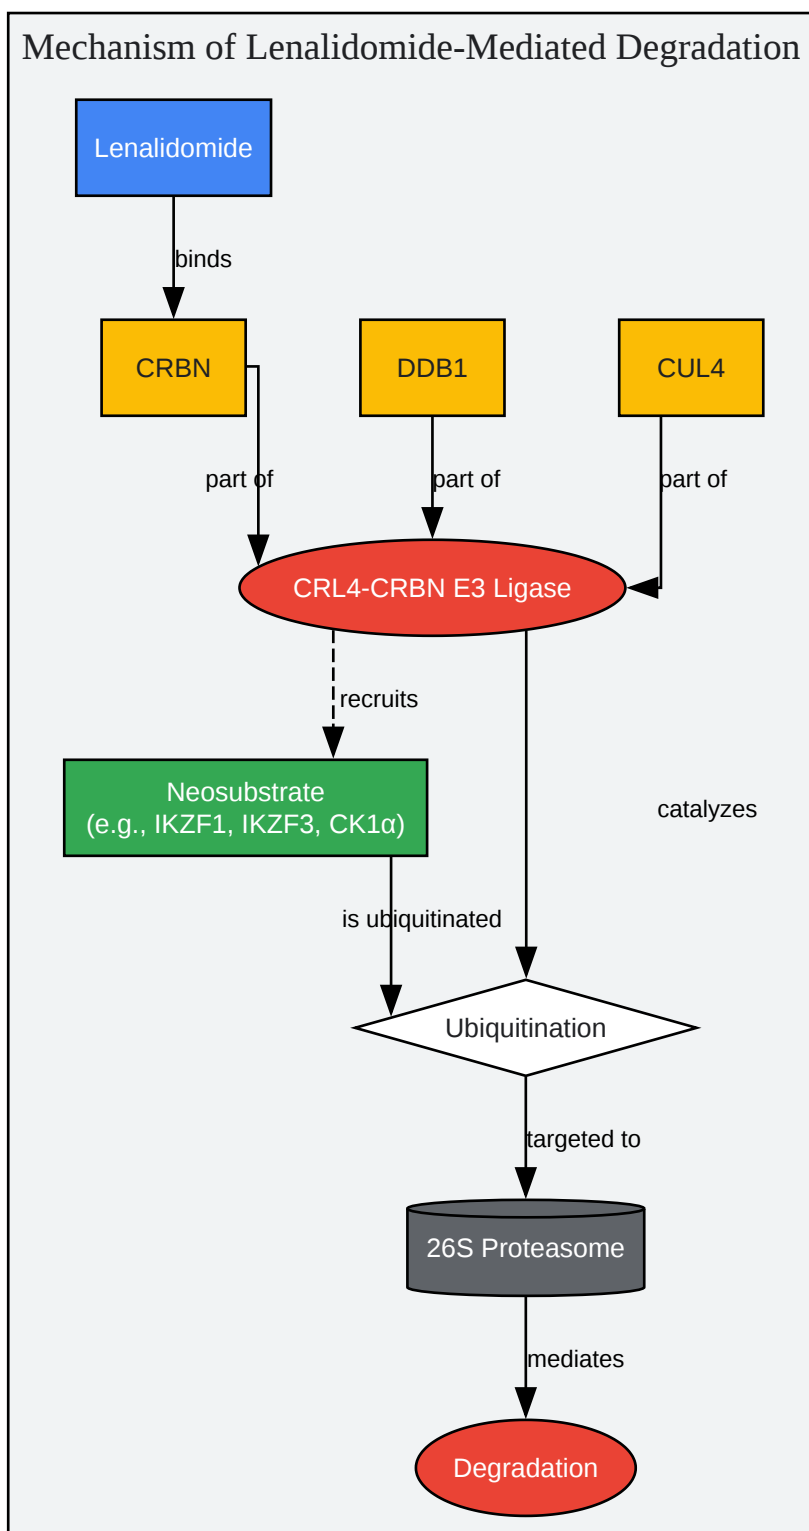 Mechanism of Lenalidomide-Mediated Degradation
Lenalidomide
binds
CRBN
DDB1
CUL4
part of
part of
part of
CRL4-CRBN E3 Ligase
recruits
Neosubstrate
(e.g., IKZF1, IKZF3, CK1α)
catalyzes
is ubiquitinated
Ubiquitination
targeted to
26S Proteasome
mediates
Degradation